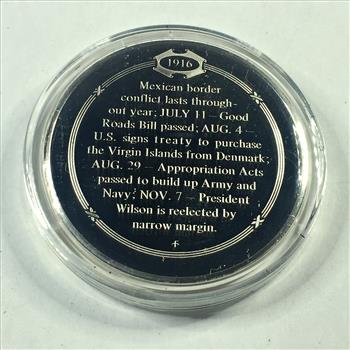 1916
Mexican border
conflict lasts through-
out year; JULY 11—Good
Roads Bill passed; AUG. 4—
U.S. signs treaty to purchase
the Virgin Islands from Denmark;
AUG. 29 — Appropriation Acts
passed to build up Army and
Navy; NOV. 7 — President
Wilson is reelected by
narrow margin.